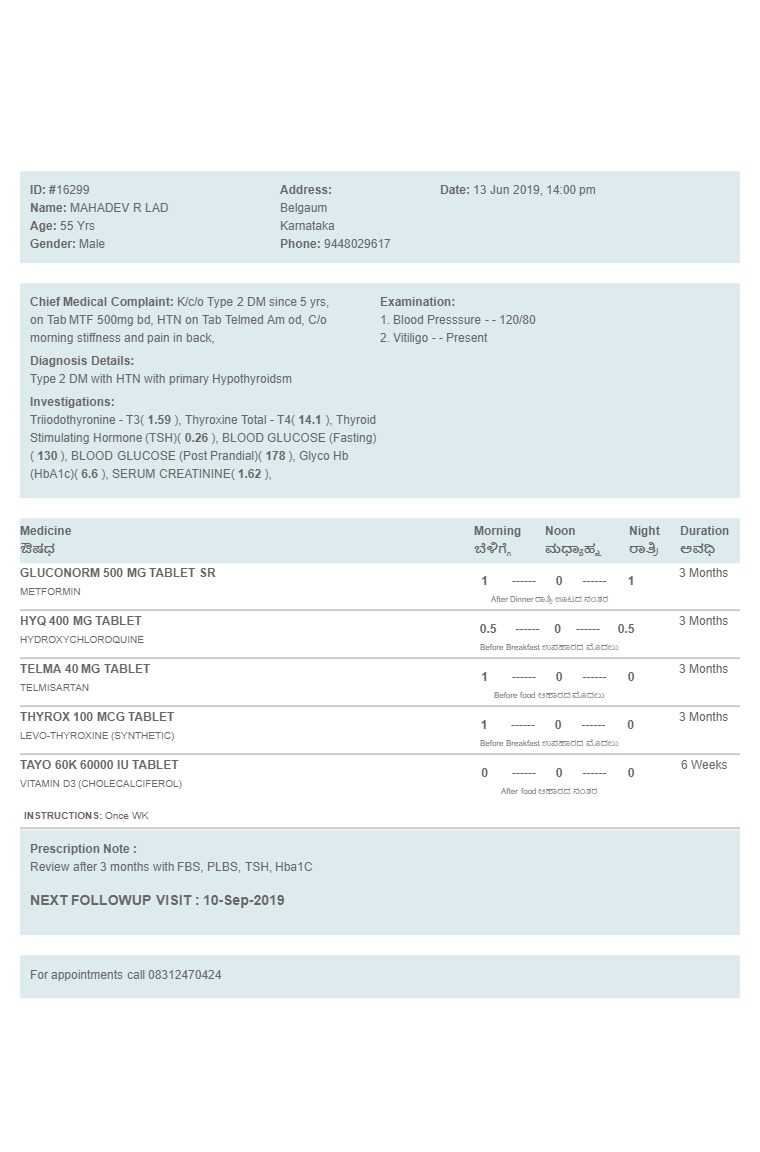 ID: #16299
Name: MAHADEV R LAD
Age: 55 Yrs
Gender: Male
Address:
Belgaum
Karnataka
Phone: 9448029617
Date: 13 Jun 2019, 14:00 pm
Chief Medical Complaint: K/c/o Type 2 DM since 5 yrs,
on Tab MTF 500mg bd, HTN on Tab Telmed Am od, C/o
morning stiffness and pain in back,
Diagnosis Details:
Type 2 DM with HTN with primary Hypothyroidsm
Investigations:
Triiodothyronine - T3( 1.59 ), Thyroxine Total - T4( 14.1 ), Thyroid
Stimulating Hormone (TSH)( 0.26 ), BLOOD GLUCOSE (Fasting)
( 130 ), BLOOD GLUCOSE (Post Prandial)( 178 ), Glyco Hb
(HbA1c)( 6.6 ), SERUM CREATININE( 1.62 ),
Examination:
1. Blood Presssure - - 120/80
2. Vitiligo - - Present
Medicine Morning Noon Night Duration
ಔಷಧ ಬೆಳಿಗ್ಗೆ ಮಧ್ಯಾಹ್ನ ರಾತ್ರಿ ಅವಧಿ
GLUCONORM 500 MG TABLET SR 3 Months
1 ------ 0 ------ 1
METFORMIN
After Dinner ರಾತ್ರಿ ಊಟದ ನಂತರ
HYQ 400 MG TABLET 3 Months
0.5 ------ 0 ------ 0.5
HYDROXYCHLOROQUINE
Before Breakfast ಉಪಹಾರದ ಮೊದಲು
TELMA 40 MG TABLET 3 Months
1 ------ 0 ------ 0
TELMISARTAN
Before food ಆಹಾರದ ಮೊದಲು
THYROX 100 MCG TABLET 3 Months
1 ------ 0 ------ 0
LEVO-THYROXINE (SYNTHETIC)
Before Breakfast ಉಪಹಾರದ ಮೊದಲು
TAYO 60K 60000 IU TABLET 6 Weeks
0 ------ 0 ------ 0
VITAMIN D3 (CHOLECALCIFEROL)
After food ಆಹಾರದ ನಂತರ
INSTRUCTIONS: Once WK
Prescription Note :
Review after 3 months with FBS, PLBS, TSH, Hba1C
NEXT FOLLOWUP VISIT : 10-Sep-2019
For appointments call 08312470424